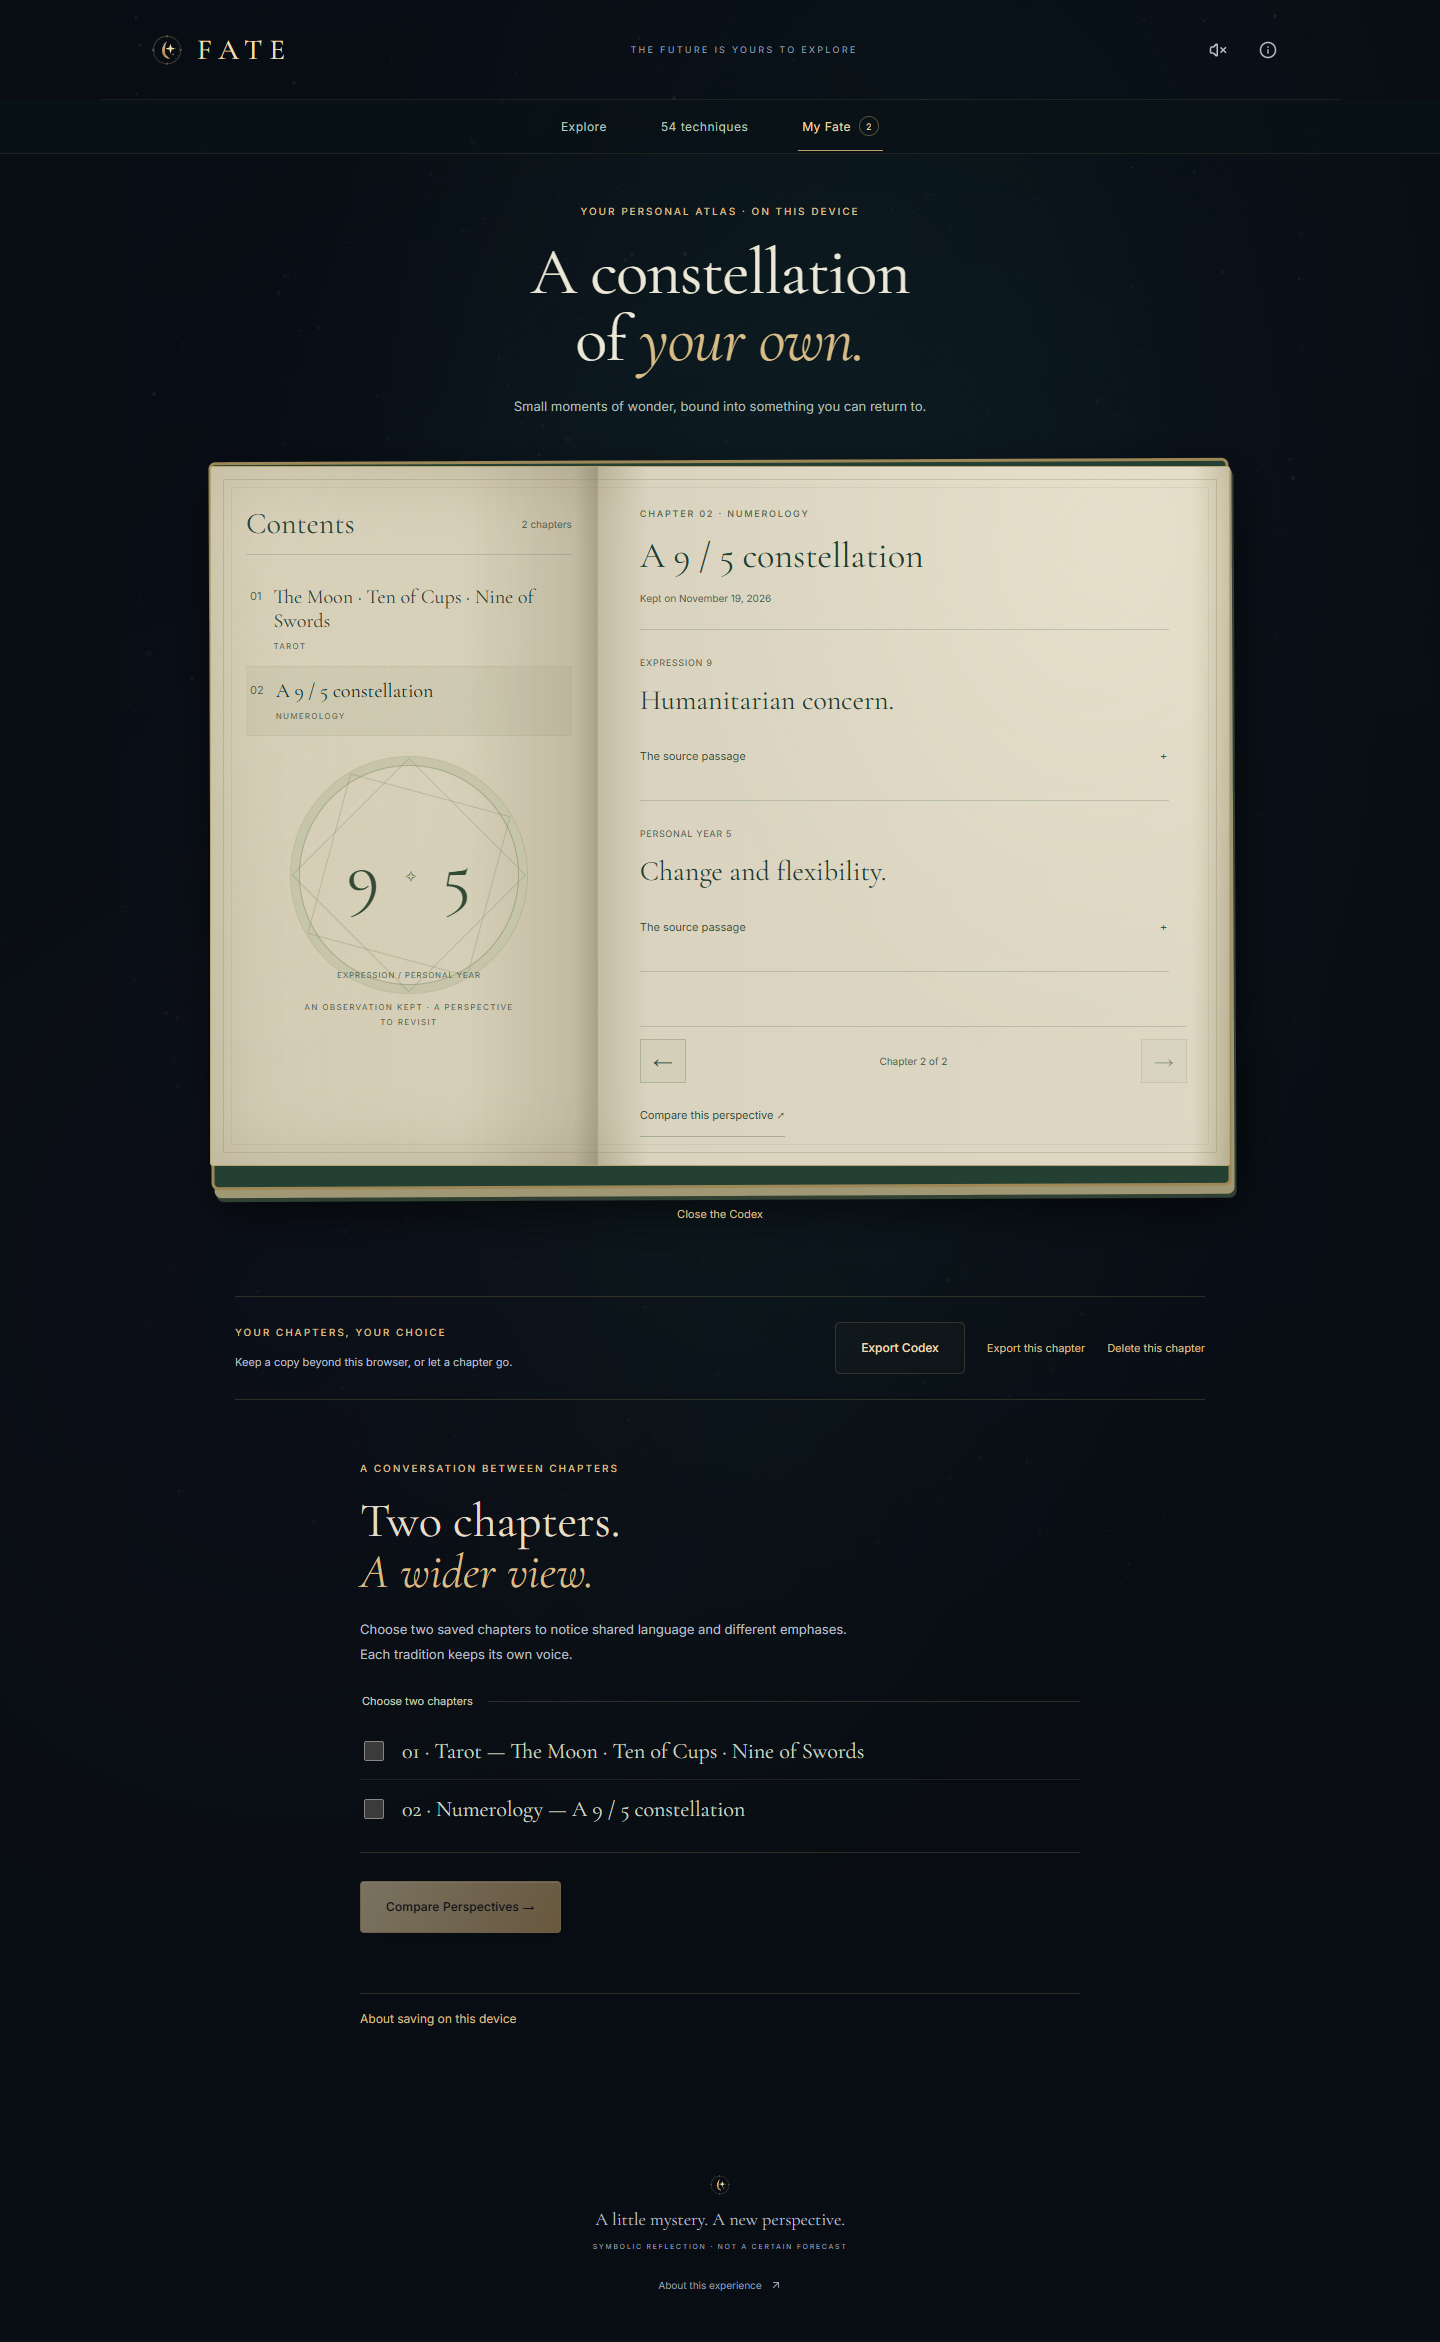 FATE
THE FUTURE IS YOURS TO EXPLORE
Explore
54 techniques
My Fate 2
YOUR PERSONAL ATLAS · ON THIS DEVICE
A constellation
of your own.
Small moments of wonder, bound into something you can return to.
Contents
2 chapters
01 The Moon · Ten of Cups · Nine of
Swords
TAROT
02 A 9 / 5 constellation
NUMEROLOGY
9 ✧ 5
EXPRESSION / PERSONAL YEAR
AN OBSERVATION KEPT · A PERSPECTIVE
TO REVISIT
CHAPTER 02 · NUMEROLOGY
A 9 / 5 constellation
Kept on November 19, 2026
EXPRESSION 9
Humanitarian concern.
The source passage +
PERSONAL YEAR 5
Change and flexibility.
The source passage +
← Chapter 2 of 2 →
Compare this perspective ↗
Close the Codex
YOUR CHAPTERS, YOUR CHOICE
Keep a copy beyond this browser, or let a chapter go.
Export Codex
Export this chapter
Delete this chapter
A CONVERSATION BETWEEN CHAPTERS
Two chapters.
A wider view.
Choose two saved chapters to notice shared language and different emphases.
Each tradition keeps its own voice.
Choose two chapters
01 · Tarot — The Moon · Ten of Cups · Nine of Swords
02 · Numerology — A 9 / 5 constellation
Compare Perspectives →
About saving on this device
A little mystery. A new perspective.
SYMBOLIC REFLECTION · NOT A CERTAIN FORECAST
About this experience ↗